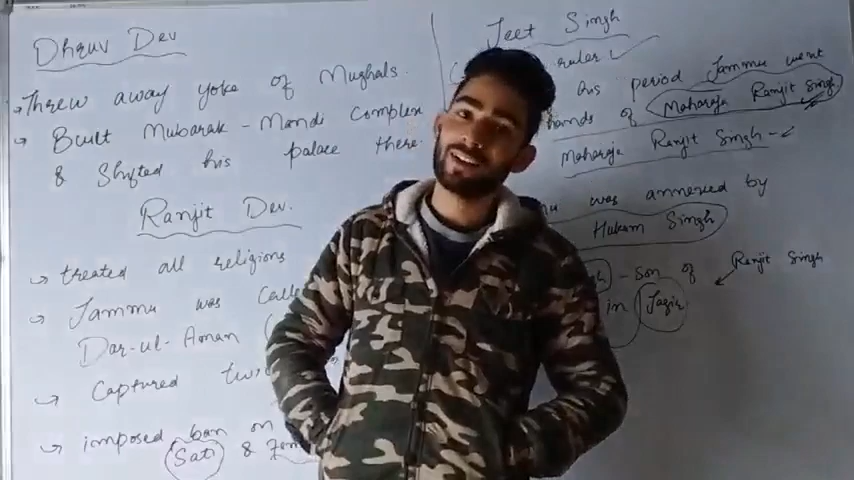 Dhruv Dev
Threw away yoke of Mughals.
Built Mubarak - Mandi Complex
& Shifted his palace there.
Ranjit Dev.
treated all religions
Jammu was
Dar-ul-Aman
Captured
imposed ban on
Sati &
Jeet Singh
ruler
his period Jammu went
hands of Maharaja Ranjit Singh
Maharaja Ranjit Singh -
was annexed by
Hukam Singh
- son of Ranjit Singh
in Jagir